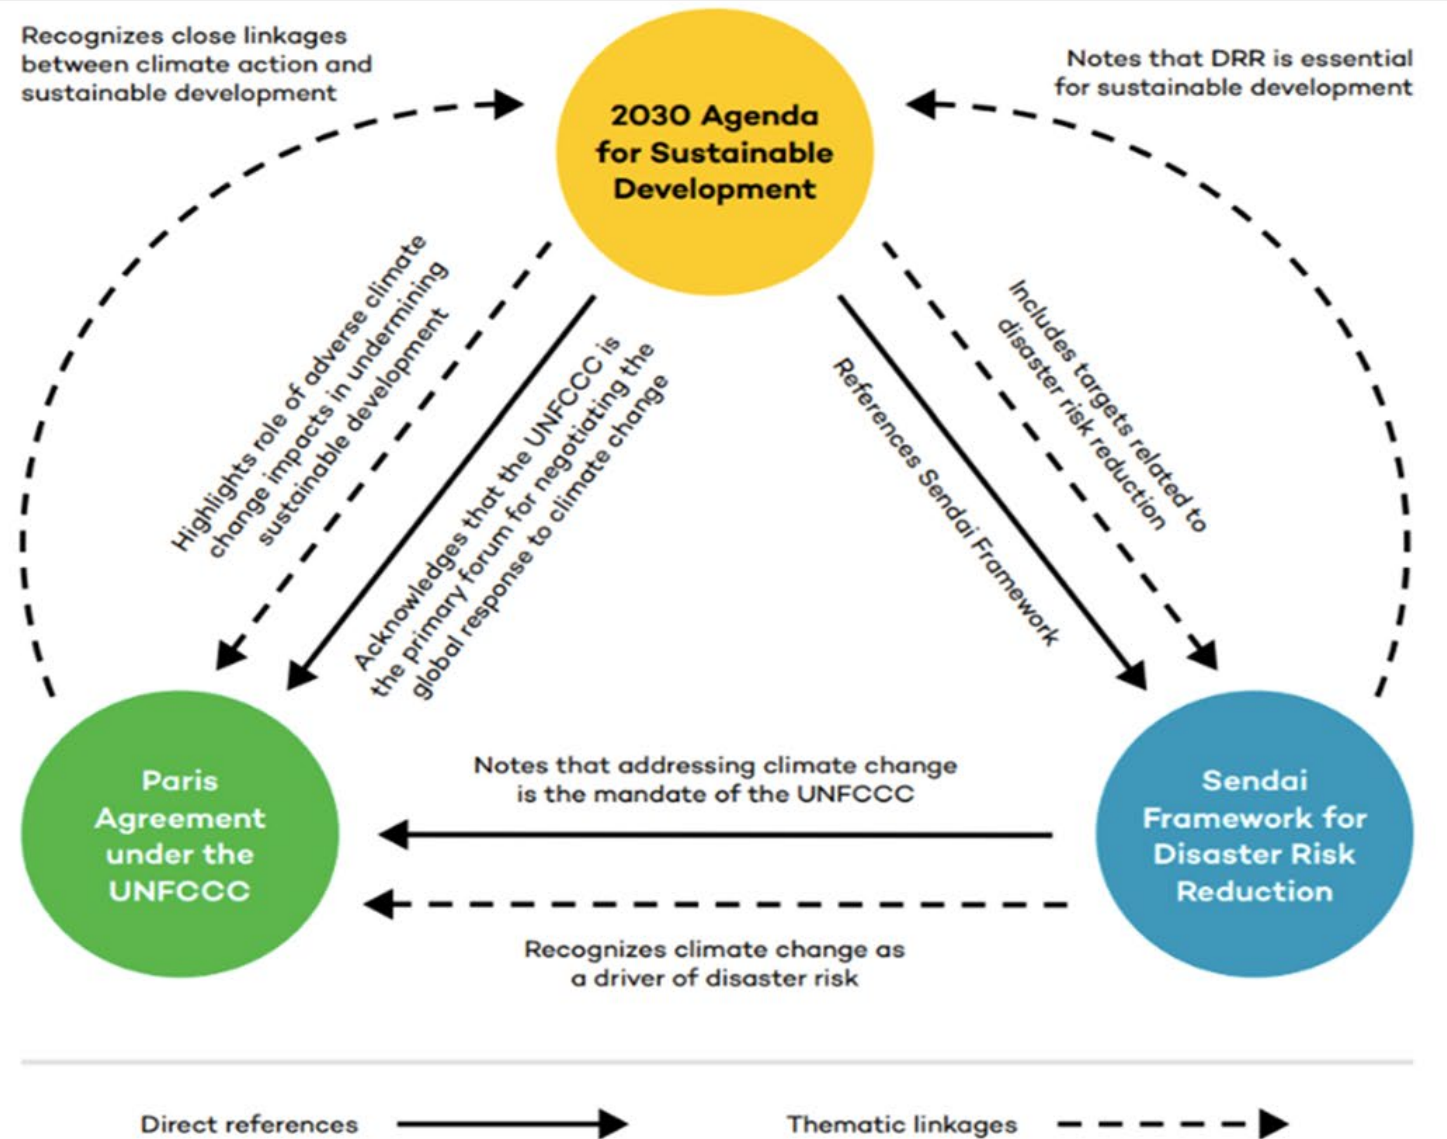 Recognizes close linkages
between climate action and
sustainable development
Notes that DRR is essential
for sustainable development
2030 Agenda
for Sustainable
Development
Highlights role of adverse climate
change impacts in undermining
sustainable development
Acknowledges that the UNFCCC is
the primary forum for negotiating the
global response to climate change
References Sendai Framework
Includes targets related to
disaster risk reduction
Paris
Agreement
under the
UNFCCC
Notes that addressing climate change
is the mandate of the UNFCCC
Recognizes climate change as
a driver of disaster risk
Sendai
Framework for
Disaster Risk
Reduction
Direct references
Thematic linkages